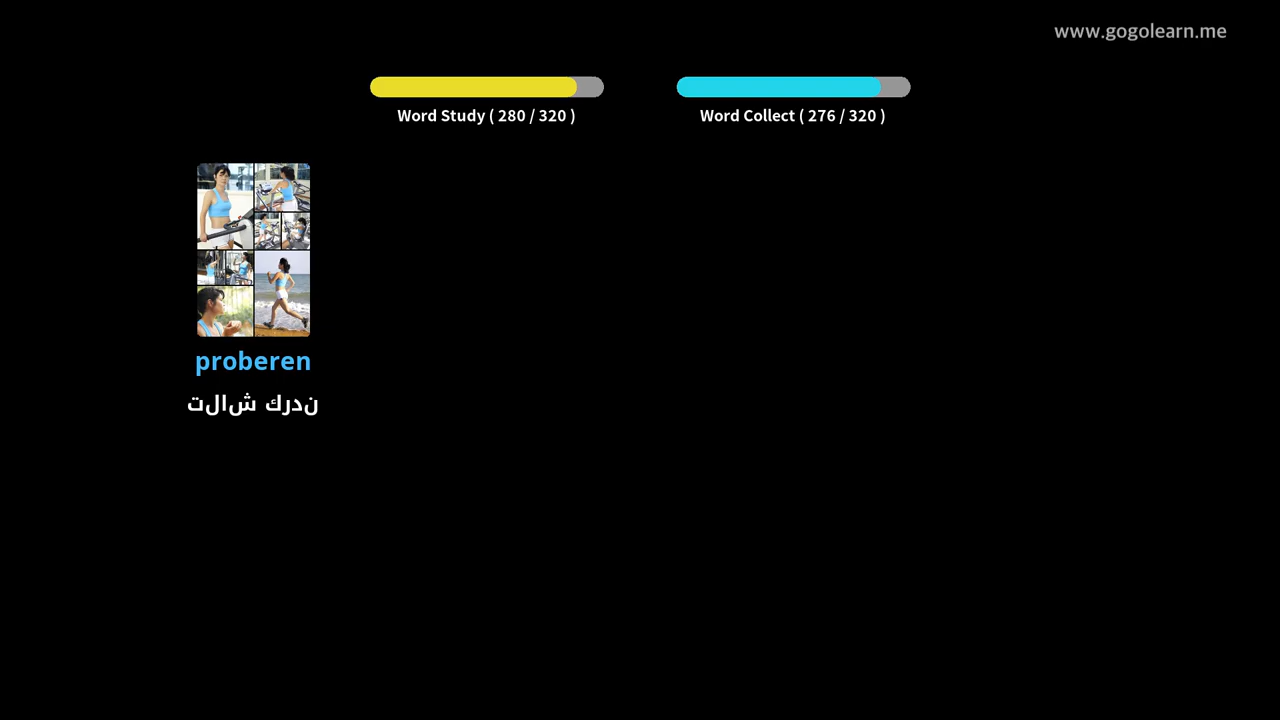 www.gogolearn.me
Word Study ( 280 / 320 )
Word Collect ( 276 / 320 )
proberen
ندرك شالت